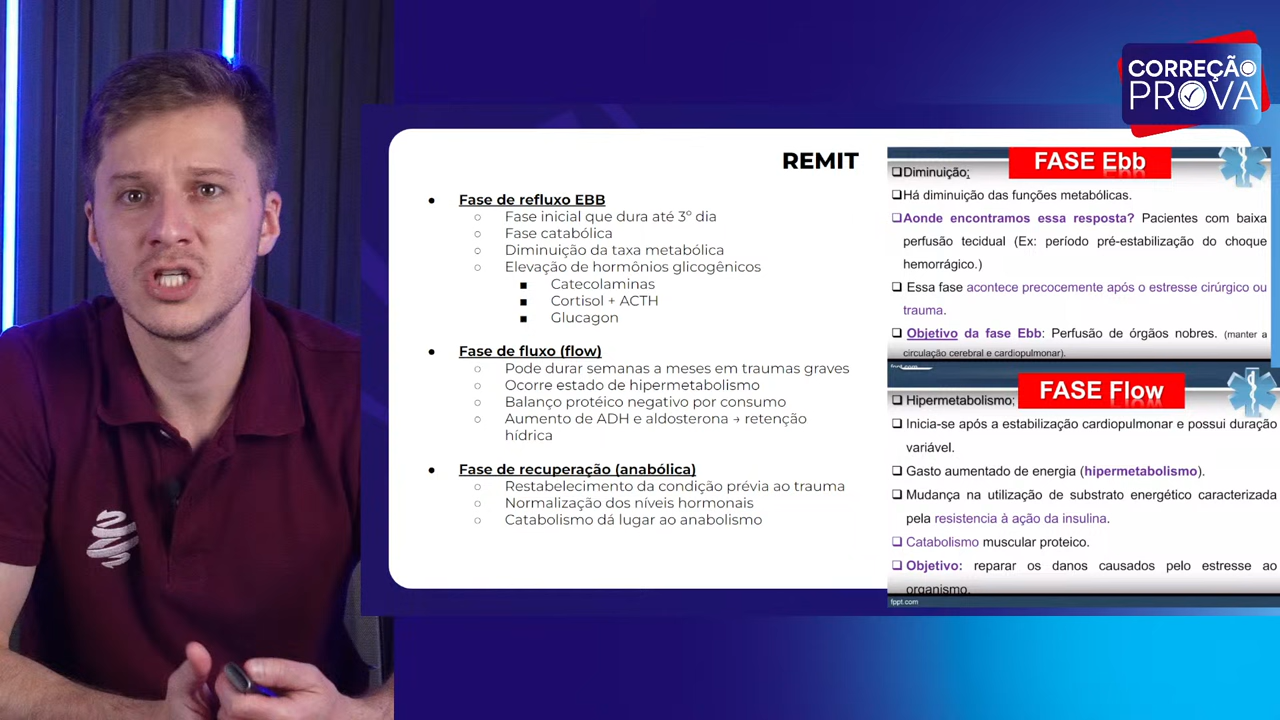 CORREÇÃO
PROVA
REMIT
● Fase de refluxo EBB
○ Fase inicial que dura até 3º dia
○ Fase catabólica
○ Diminuição da taxa metabólica
○ Elevação de hormônios glicogênicos
■ Catecolaminas
■ Cortisol + ACTH
■ Glucagon
● Fase de fluxo (flow)
○ Pode durar semanas a meses em traumas graves
○ Ocorre estado de hipermetabolismo
○ Balanço protéico negativo por consumo
○ Aumento de ADH e aldosterona → retenção
hídrica
● Fase de recuperação (anabólica)
○ Restabelecimento da condição prévia ao trauma
○ Normalização dos níveis hormonais
○ Catabolismo dá lugar ao anabolismo
FASE Ebb
❑Diminuição:
❑Há diminuição das funções metabólicas.
❑Aonde encontramos essa resposta? Pacientes com baixa
perfusão tecidual (Ex: período pré-estabilização do choque
hemorrágico.)
❑ Essa fase acontece precocemente após o estresse cirúrgico ou
trauma.
❑ Objetivo da fase Ebb: Perfusão de órgãos nobres. (manter a
circulação cerebral e cardiopulmonar).
FASE Flow
❑ Hipermetabolismo:
❑ Inicia-se após a estabilização cardiopulmonar e possui duração
variável.
❑ Gasto aumentado de energia (hipermetabolismo).
❑ Mudança na utilização de substrato energético caracterizada
pela resistencia à ação da insulina.
❑ Catabolismo muscular proteico.
❑ Objetivo: reparar os danos causados pelo estresse ao
organismo.
fppt.com